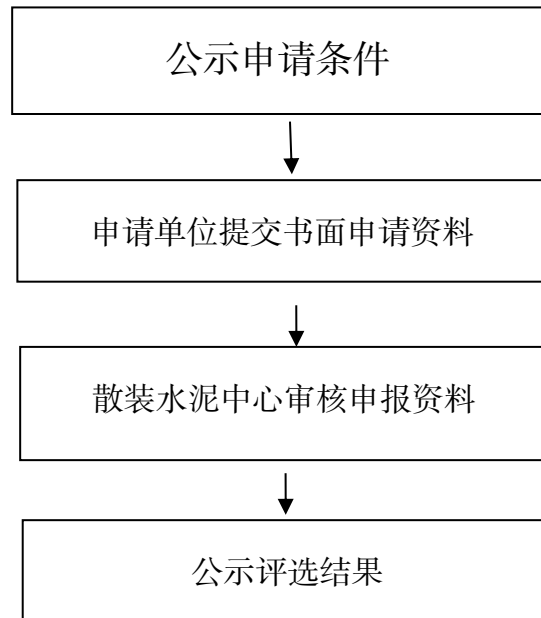 公示申请条件
申请单位提交书面申请资料
散装水泥中心审核申报资料
公示评选结果